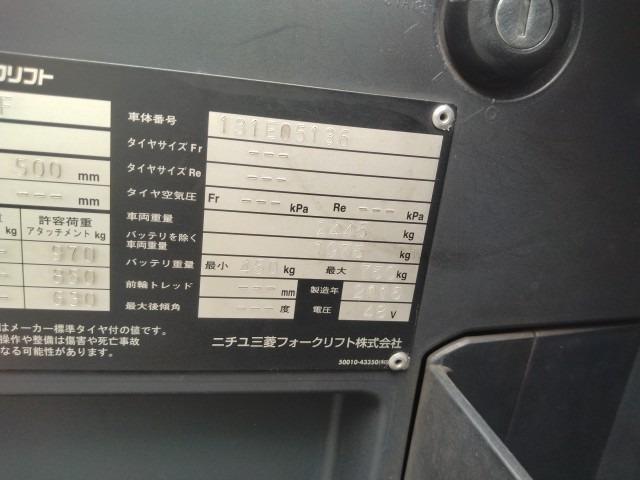 クリフト
F
車体番号 131E05136
タイヤサイズ Fr ---
500 mm タイヤサイズ Re ---
--- mm タイヤ空気圧 Fr --- kPa Re --- kPa
車両重量 2445 kg
kg 許容荷重 アタッチメント kg バッテリを除く車両重量 kg
970 バッテリ重量 最小 kg 最大 kg
850 前輪トレッド --- mm 製造年 2015
630 最大後傾角 --- 度 電圧 48 V
はメーカー標準タイヤ付の値です。
操作や整備は傷害や死亡事故
なる可能性があります。
ニチユ三菱フォークリフト株式会社
50010-43350